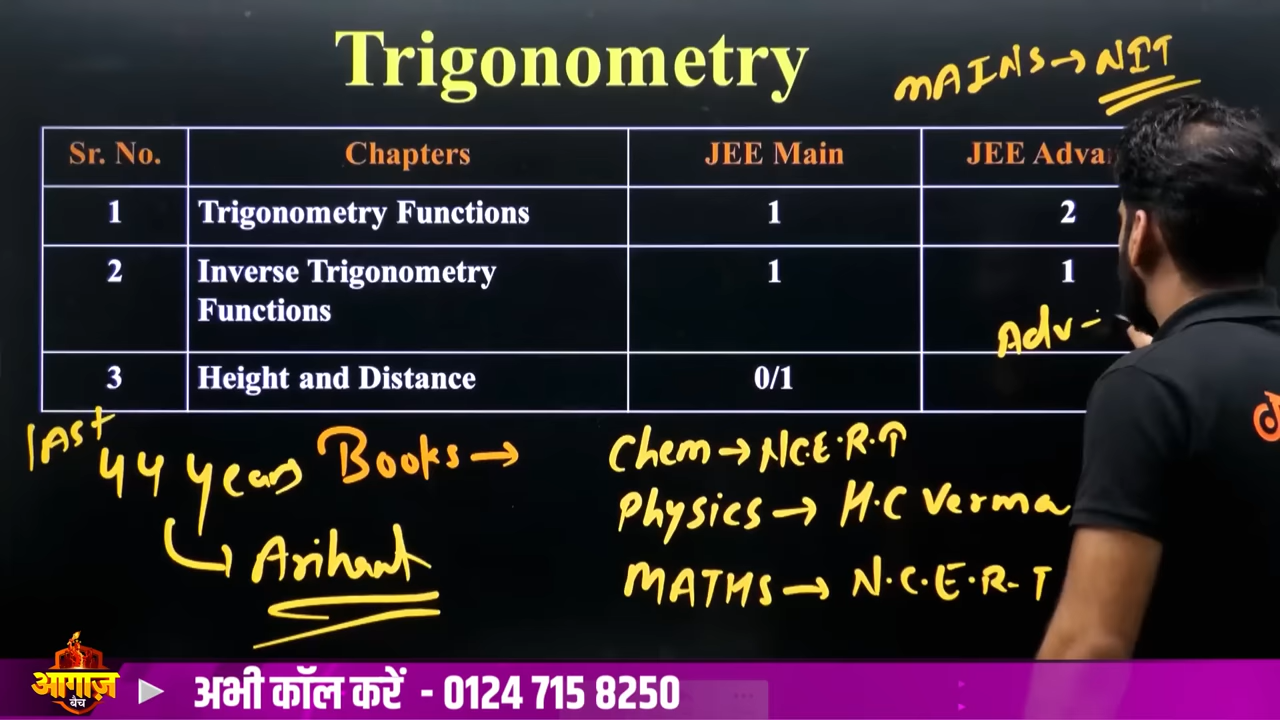 Trigonometry
MAINS → NIT
Sr. No. Chapters JEE Main JEE Adva
1 Trigonometry Functions 1 2
2 Inverse Trigonometry 1 1
Functions
Adv-
3 Height and Distance 0/1
last
44 years Books →
Arihant
Chem → N.C.E.R.T
Physics → H.C Verma
MATHS → N.C.E.R.T
आगाज़
बैच
अभी कॉल करें - 0124 715 8250